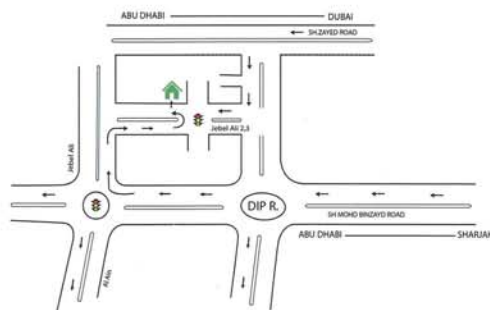 ABU DHABI DUBAI
SH.ZAYED ROAD
Jebel Ali 2,3
Jebel Ali
DIP R.
SH MOHD BINZAYD ROAD
ABU DHABI SHARJAH
Al Ain